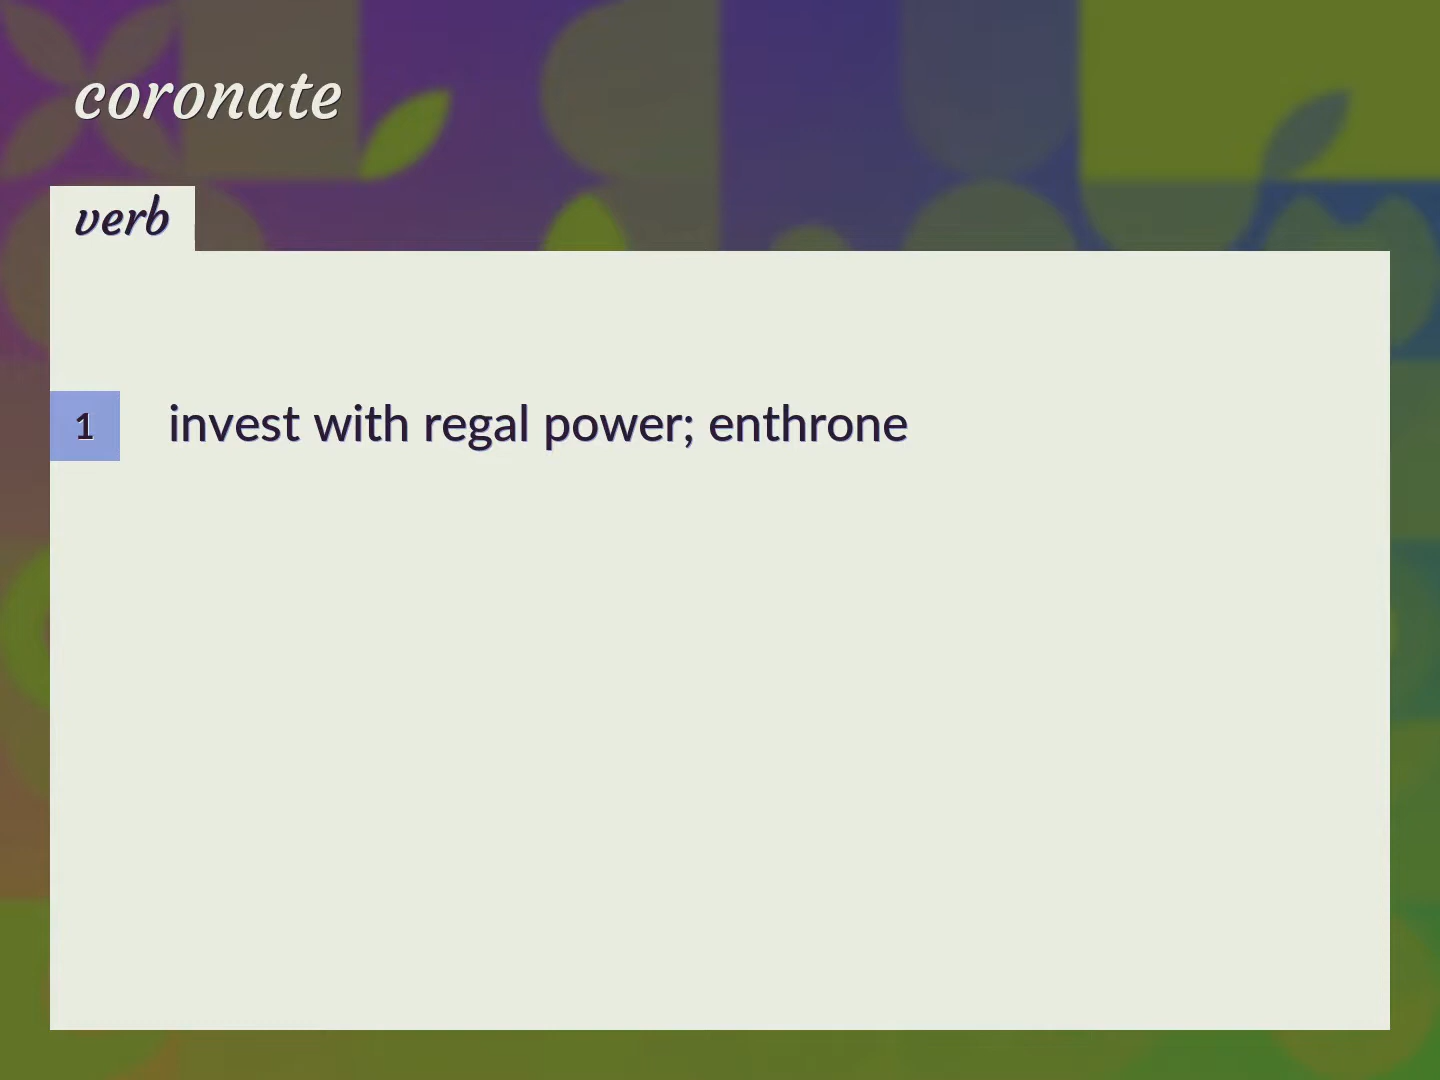 coronate
verb
1 invest with regal power; enthrone